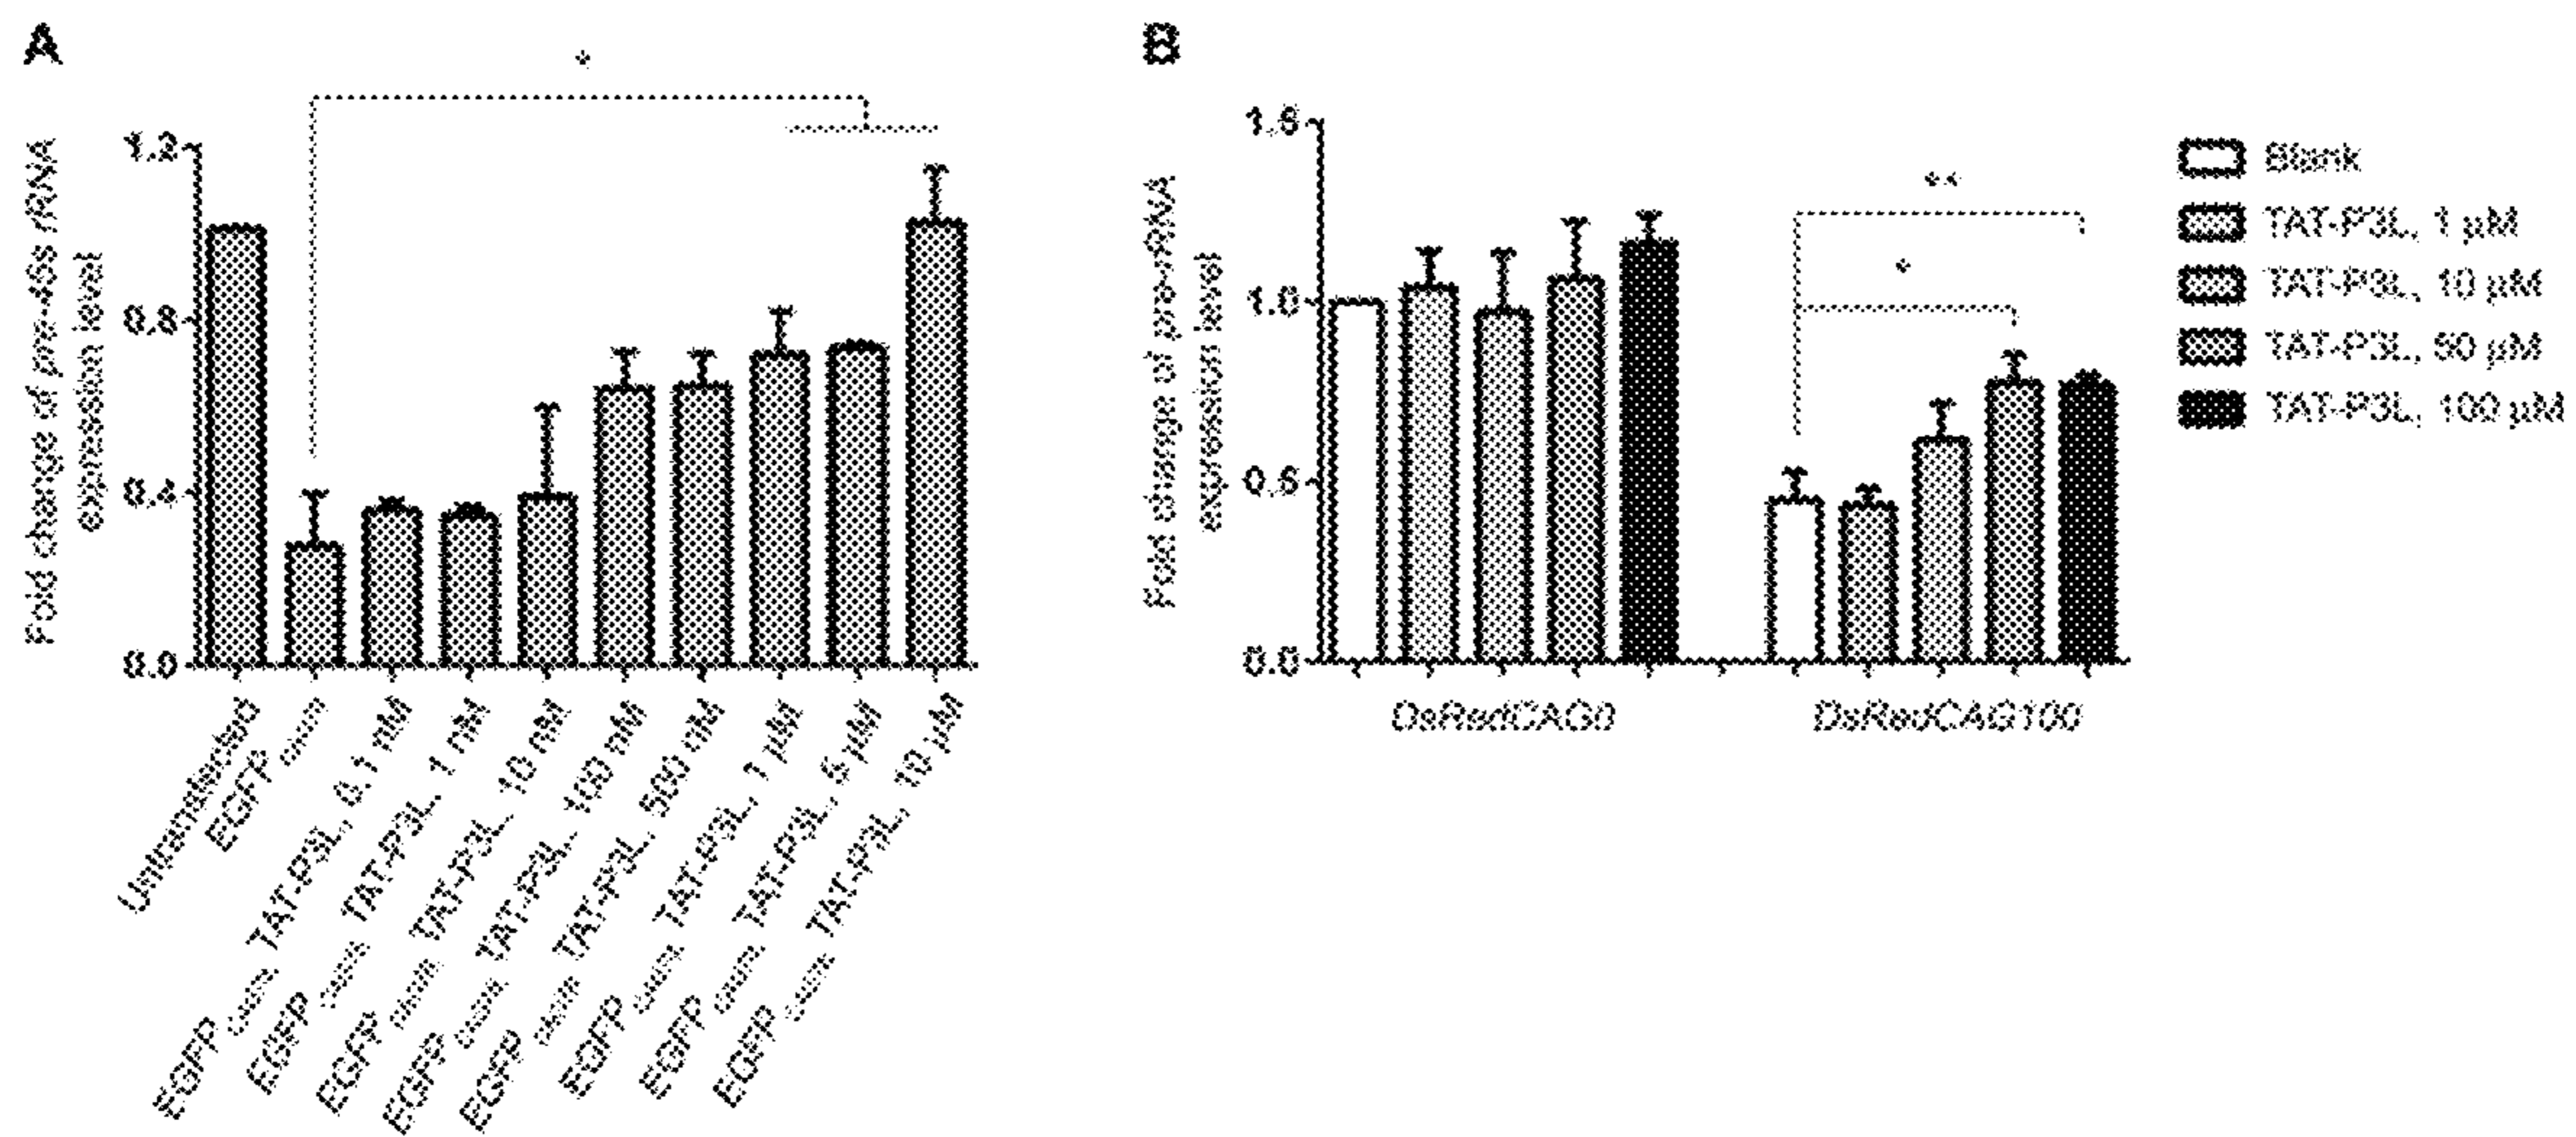 A
*
Fold change of pre-45s rRNA
expression level
1.2
0.8
0.4
0.0
Untransfected
EGFP
EGFP TAT-P3L, 0.1 nM
EGFP TAT-P3L, 1 nM
EGFP TAT-P3L, 10 nM
EGFP TAT-P3L, 100 nM
EGFP TAT-P3L, 500 nM
EGFP TAT-P3L, 1 µM
EGFP TAT-P3L, 5 µM
EGFP TAT-P3L, 10 µM
B
Fold change of pre-rRNA
expression level
1.5
1.0
0.5
0.0
**
*
DsRedCAG0
DsRedCAG100
Blank
TAT-P3L, 1 µM
TAT-P3L, 10 µM
TAT-P3L, 50 µM
TAT-P3L, 100 µM